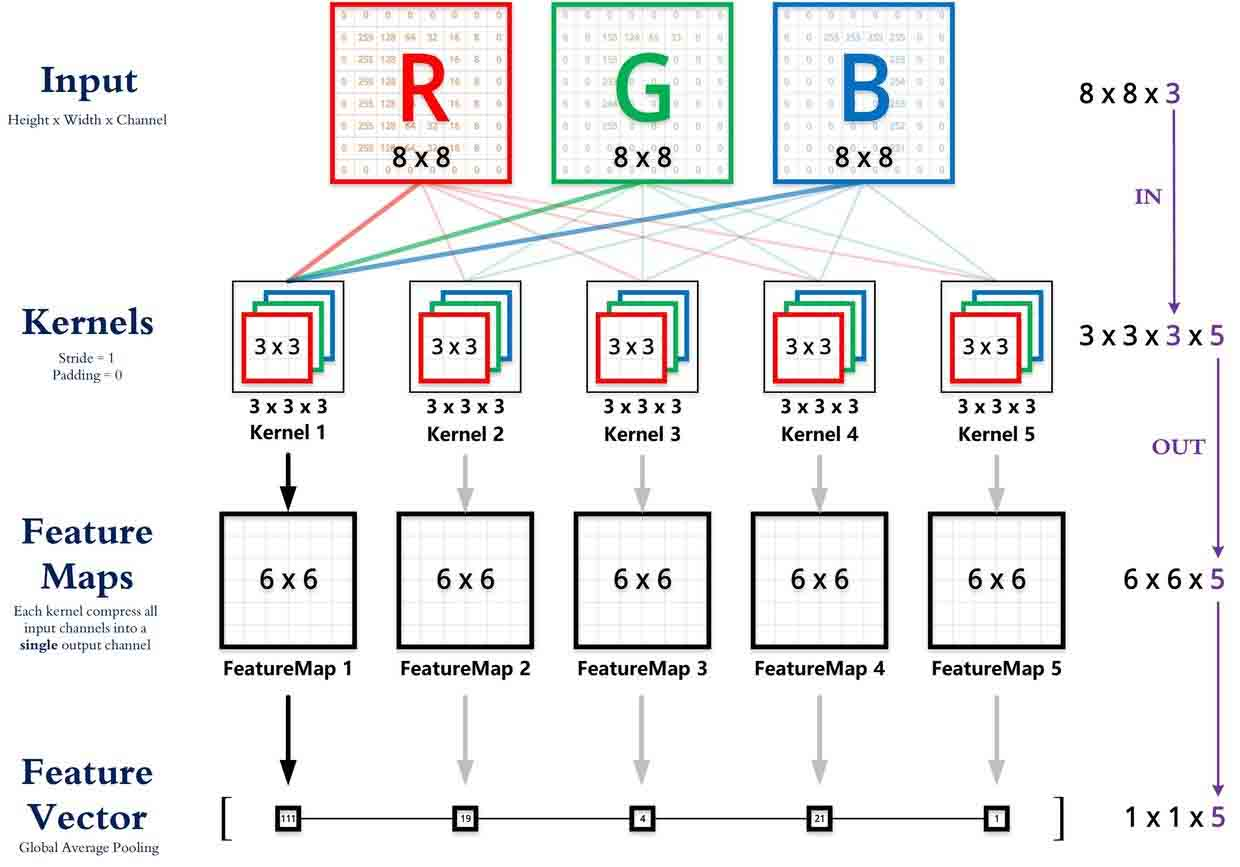 Input
Height x Width x Channel
R
8 x 8
G
8 x 8
B
8 x 8
8 x 8 x 3
IN
Kernels
Stride = 1
Padding = 0
3 x 3
3 x 3
3 x 3
3 x 3
3 x 3
3 x 3 x 3 x 5
3 x 3 x 3
3 x 3 x 3
3 x 3 x 3
3 x 3 x 3
3 x 3 x 3
Kernel 1
Kernel 2
Kernel 3
Kernel 4
Kernel 5
OUT
Feature
Maps
Each kernel compress all
input channels into a
single output channel
6 x 6
6 x 6
6 x 6
6 x 6
6 x 6
6 x 6 x 5
FeatureMap 1
FeatureMap 2
FeatureMap 3
FeatureMap 4
FeatureMap 5
Feature
Vector
Global Average Pooling
[
111
19
4
21
1
]
1 x 1 x 5